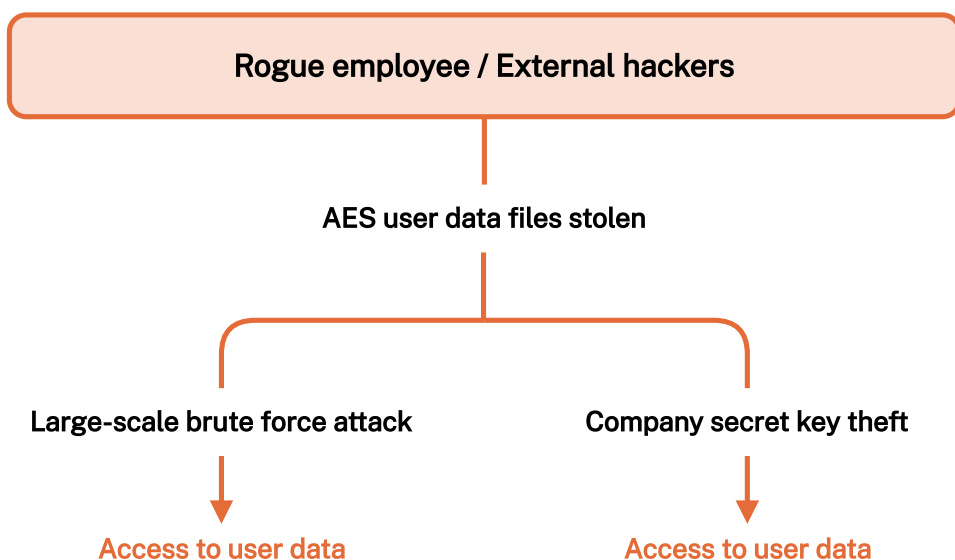 Rogue employee / External hackers
AES user data files stolen
Large-scale brute force attack
Company secret key theft
Access to user data
Access to user data